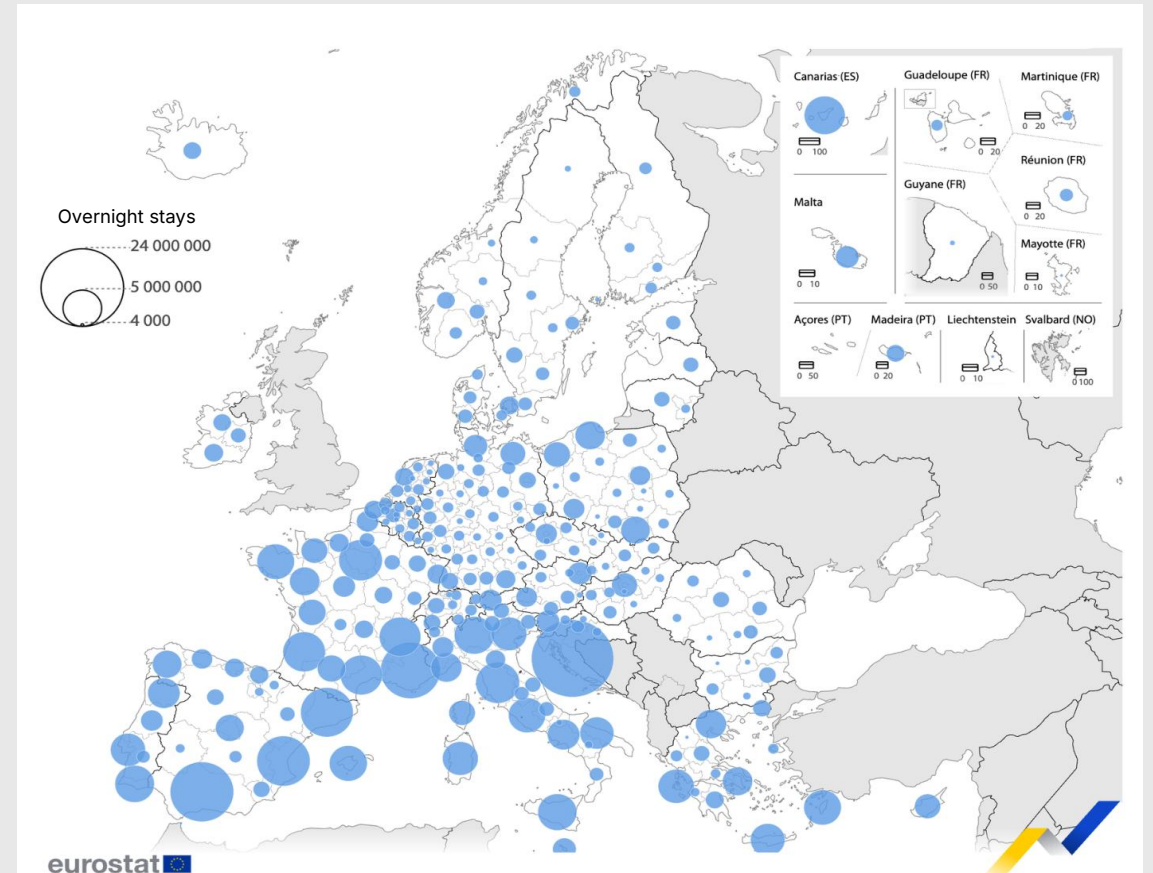 Canarias (ES)
0 100
Guadeloupe (FR)
0 20
Martinique (FR)
0 20
Réunion (FR)
0 20
Malta
0 10
Guyane (FR)
0 50
Mayotte (FR)
0 10
Açores (PT)
0 50
Madeira (PT)
0 20
Liechtenstein
0 10
Svalbard (NO)
0 100
Overnight stays
24 000 000
5 000 000
4 000
eurostat